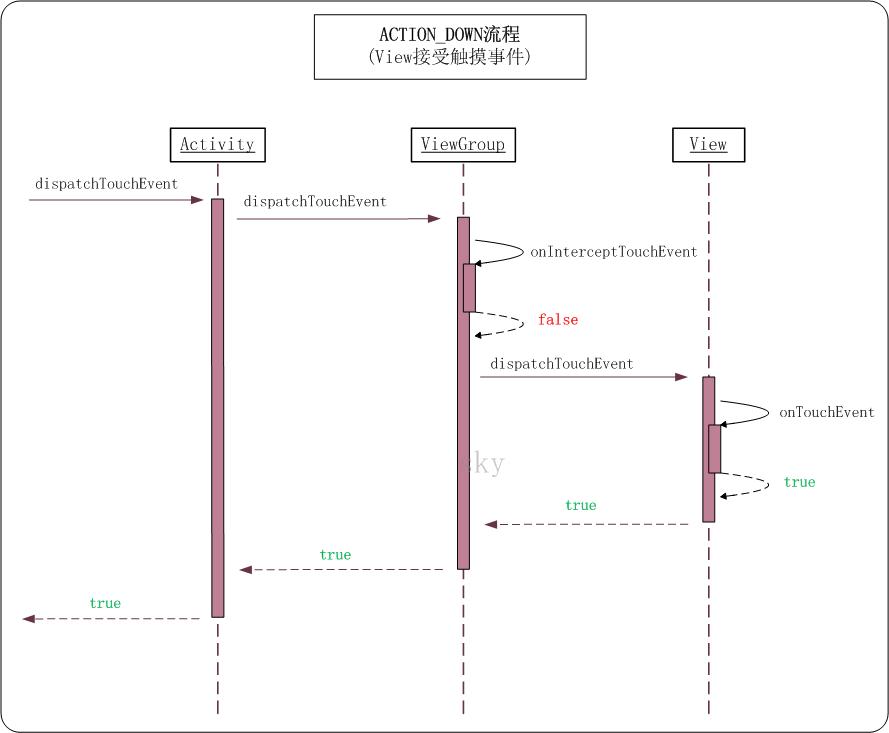 ACTION_DOWN流程
(View接受触摸事件)
Activity
ViewGroup
View
dispatchTouchEvent
dispatchTouchEvent
onInterceptTouchEvent
false
dispatchTouchEvent
onTouchEvent
ky
true
true
true
true